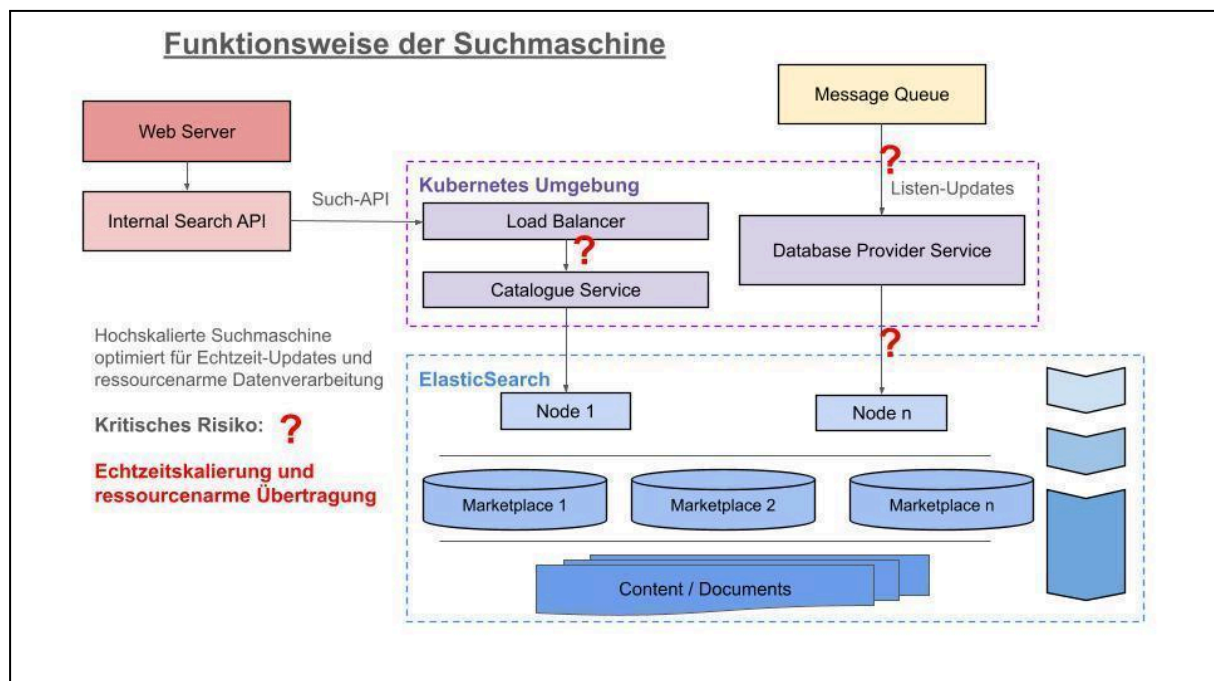 Funktionsweise der Suchmaschine
Message Queue
Web Server
?
Kubernetes Umgebung
Listen-Updates
Such-API
Internal Search API
Load Balancer
?
Database Provider Service
Catalogue Service
?
Hochskalierte Suchmaschine
optimiert für Echtzeit-Updates und
ressourcenarme Datenverarbeitung
Kritisches Risiko: ?
Echtzeitskalierung und
ressourcenarme Übertragung
ElasticSearch
Node 1
Node n
Marketplace 1
Marketplace 2
Marketplace n
Content / Documents